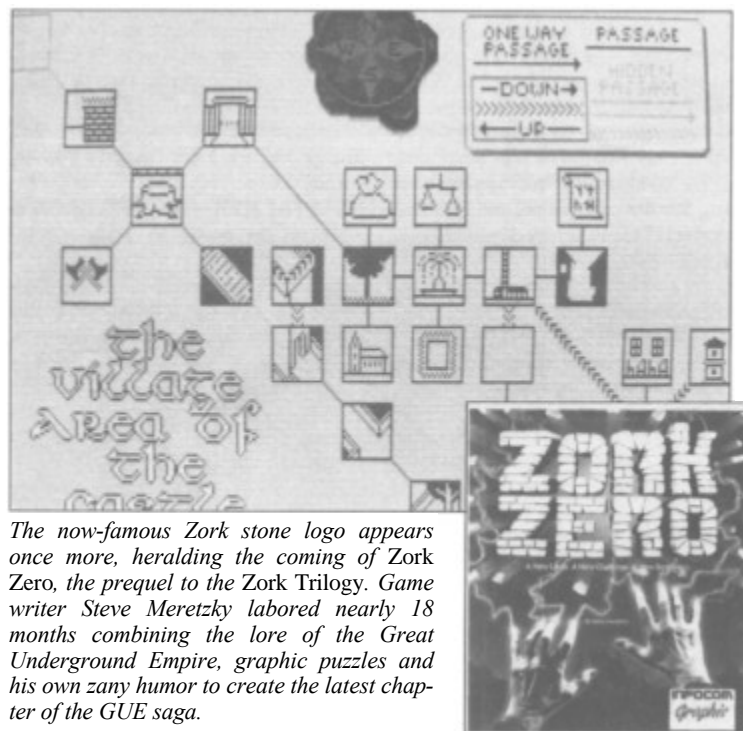 ONE WAY PASSAGE
PASSAGE
DOWN
UP
W E
S
haha
the
village
area of
the
castle
The now-famous Zork stone logo appears
once more, heralding the coming of Zork
Zero, the prequel to the Zork Trilogy. Game
writer Steve Meretzky labored nearly 18
months combining the lore of the Great
Underground Empire, graphic puzzles and
his own zany humor to create the latest chap-
ter of the GUE saga.
ZORK
ZERO
INFOCOM
Graphic